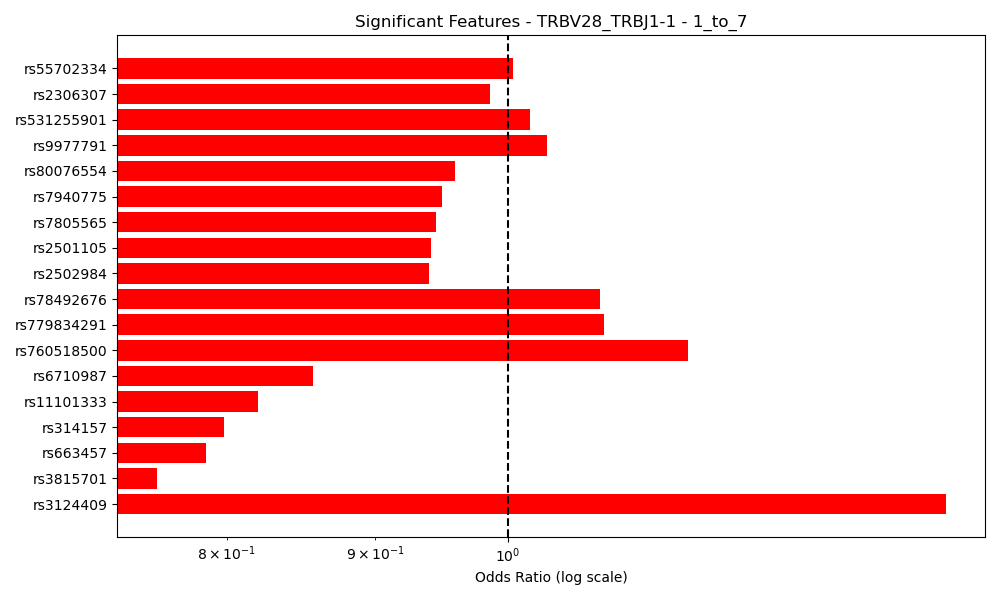 Significant Features - TRBV28_TRBJ1-1 - 1_to_7
rs55702334
rs2306307
rs531255901
rs9977791
rs80076554
rs7940775
rs7805565
rs2501105
rs2502984
rs78492676
rs779834291
rs760518500
rs6710987
rs11101333
rs314157
rs663457
rs3815701
rs3124409
8 × 10⁻¹ 9 × 10⁻¹ 10⁰
Odds Ratio (log scale)